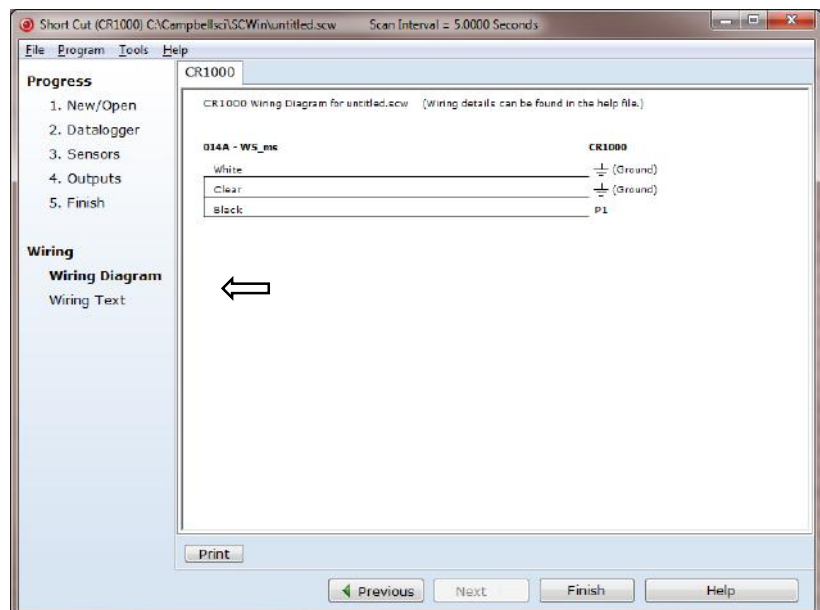 Short Cut (CR1000) C:\Campbellsci\SCWin\untitled.scw Scan Interval = 5.0000 Seconds
File Program Tools Help
Progress
1. New/Open
2. Datalogger
3. Sensors
4. Outputs
5. Finish
Wiring
Wiring Diagram
Wiring Text
CR1000
CR1000 Wiring Diagram for untitled.scw (Wiring details can be found in the help file.)
014A - WS_ms CR1000
White (Ground)
Clear (Ground)
Black P1
Print
Previous Next Finish Help